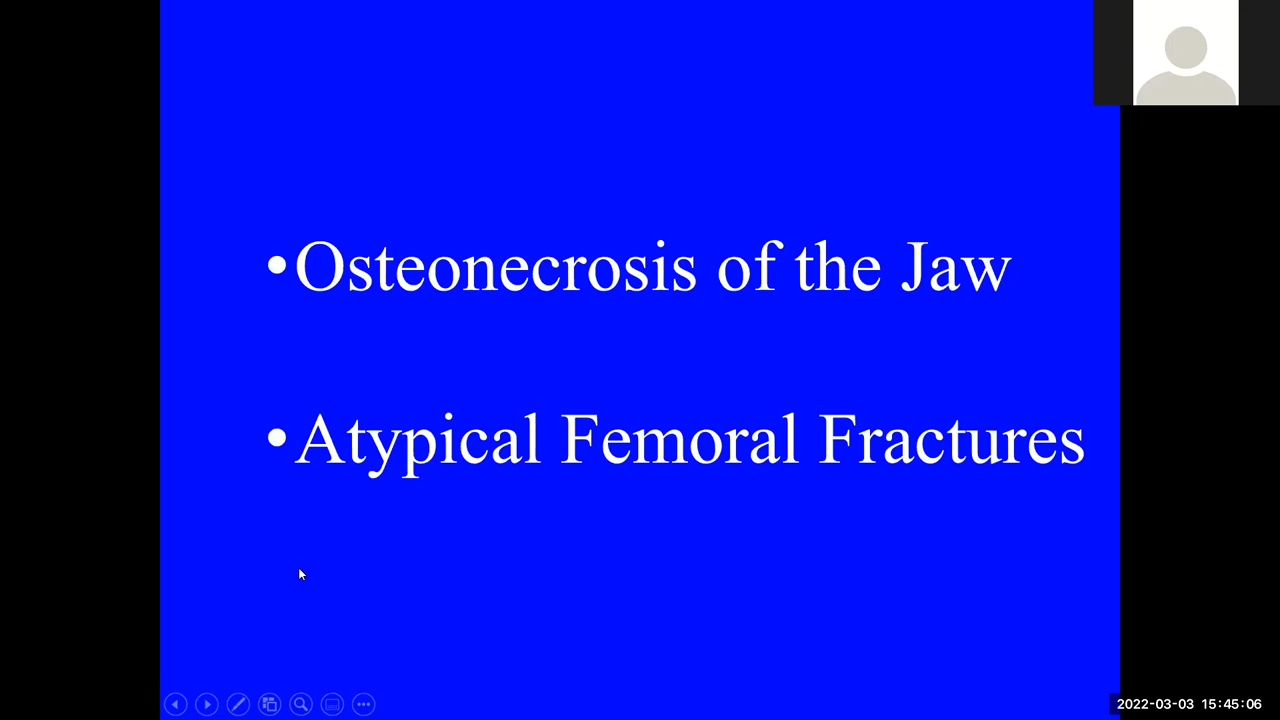 •Osteonecrosis of the Jaw
•Atypical Femoral Fractures
2022-03-03 15:45:06